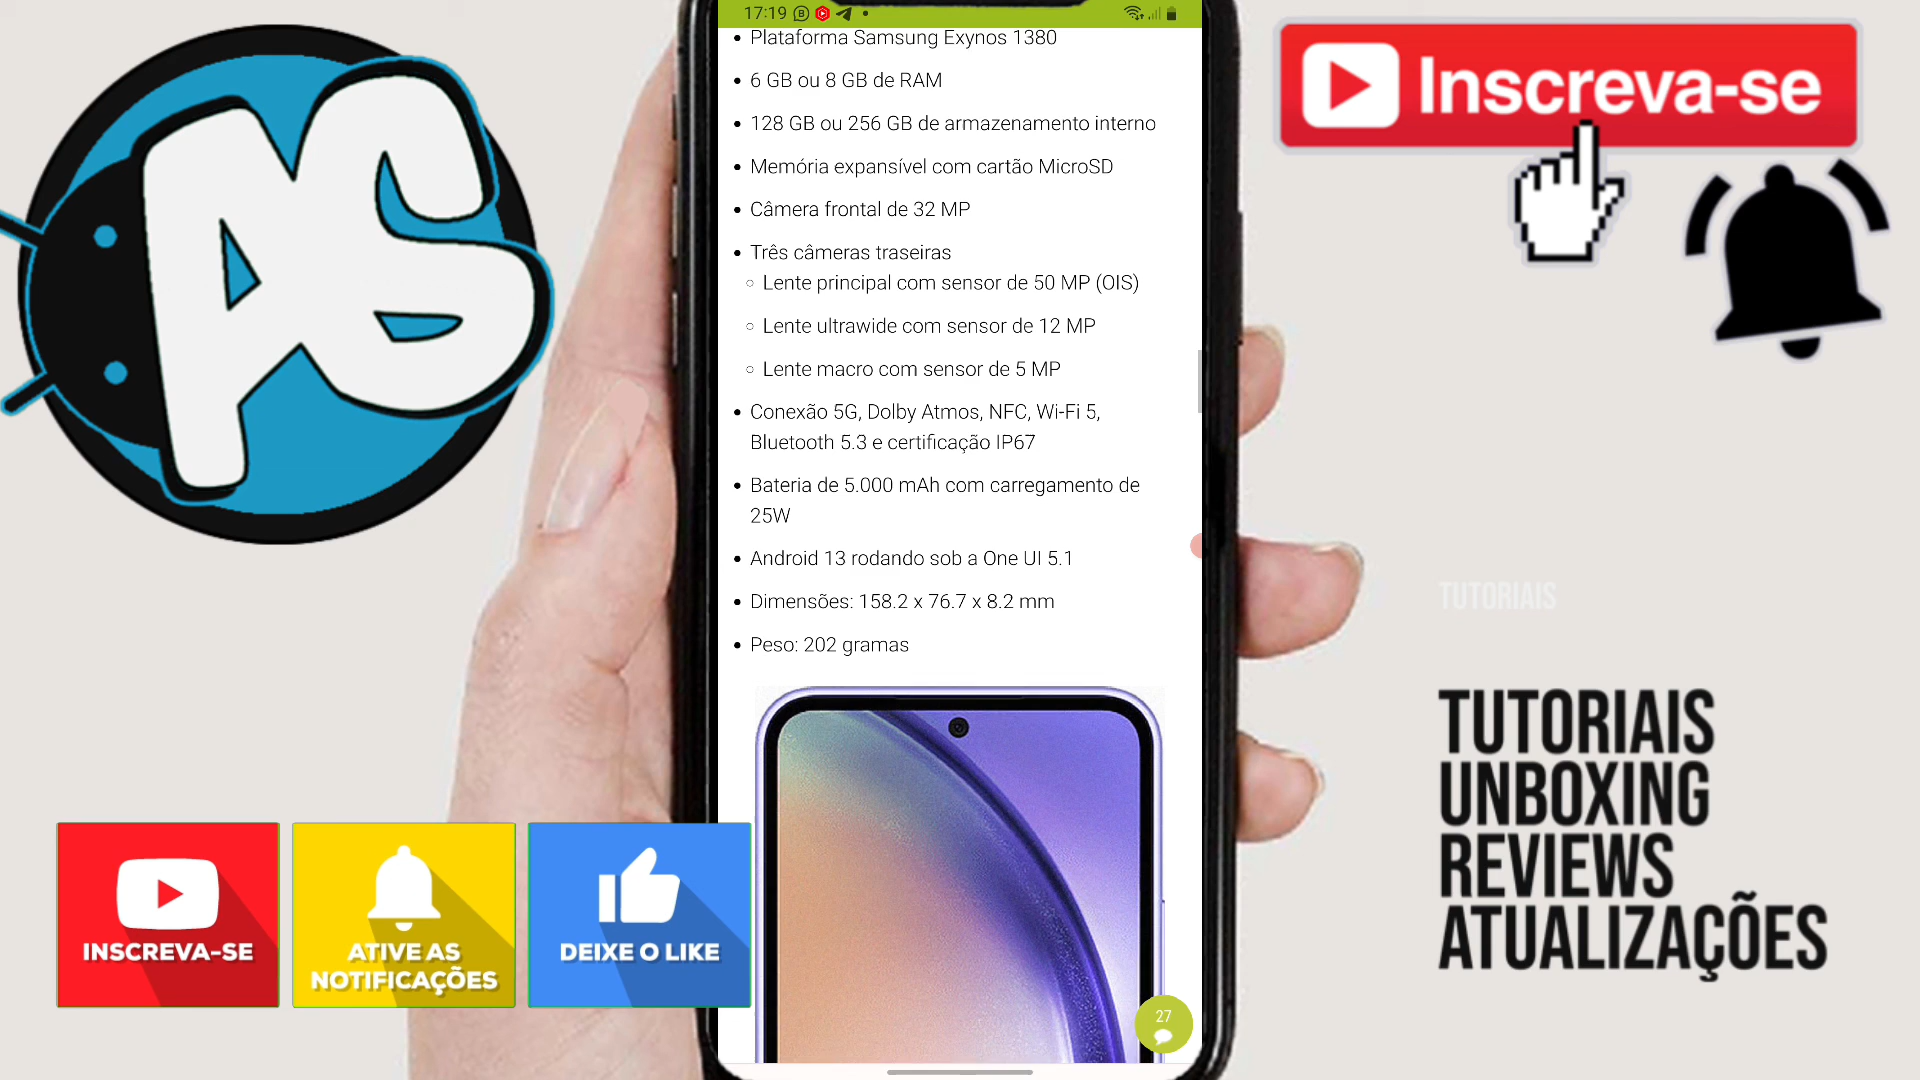 17:19
Plataforma Samsung Exynos 1380
6 GB ou 8 GB de RAM
128 GB ou 256 GB de armazenamento interno
Memória expansível com cartão MicroSD
Câmera frontal de 32 MP
Três câmeras traseiras
Lente principal com sensor de 50 MP (OIS)
Lente ultrawide com sensor de 12 MP
Lente macro com sensor de 5 MP
Conexão 5G, Dolby Atmos, NFC, Wi-Fi 5,
Bluetooth 5.3 e certificação IP67
Bateria de 5.000 mAh com carregamento de
25W
Android 13 rodando sob a One UI 5.1
Dimensões: 158.2 x 76.7 x 8.2 mm
Peso: 202 gramas
27
AS
INSCREVA-SE
ATIVE AS
NOTIFICAÇÕES
DEIXE O LIKE
Inscreva-se
TUTORIAIS
TUTORIAIS
UNBOXING
REVIEWS
ATUALIZAÇÕES